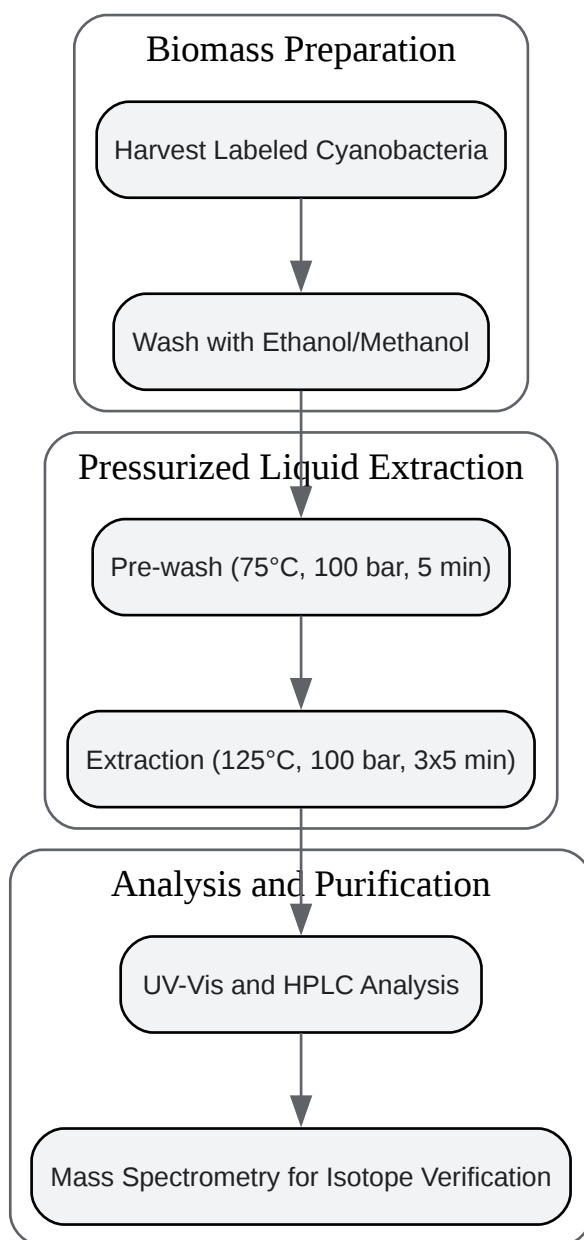 Biomass Preparation
Harvest Labeled Cyanobacteria
Wash with Ethanol/Methanol
Pressurized Liquid Extraction
Pre-wash (75°C, 100 bar, 5 min)
Extraction (125°C, 100 bar, 3x5 min)
Analysis and Purification
UV-Vis and HPLC Analysis
Mass Spectrometry for Isotope Verification